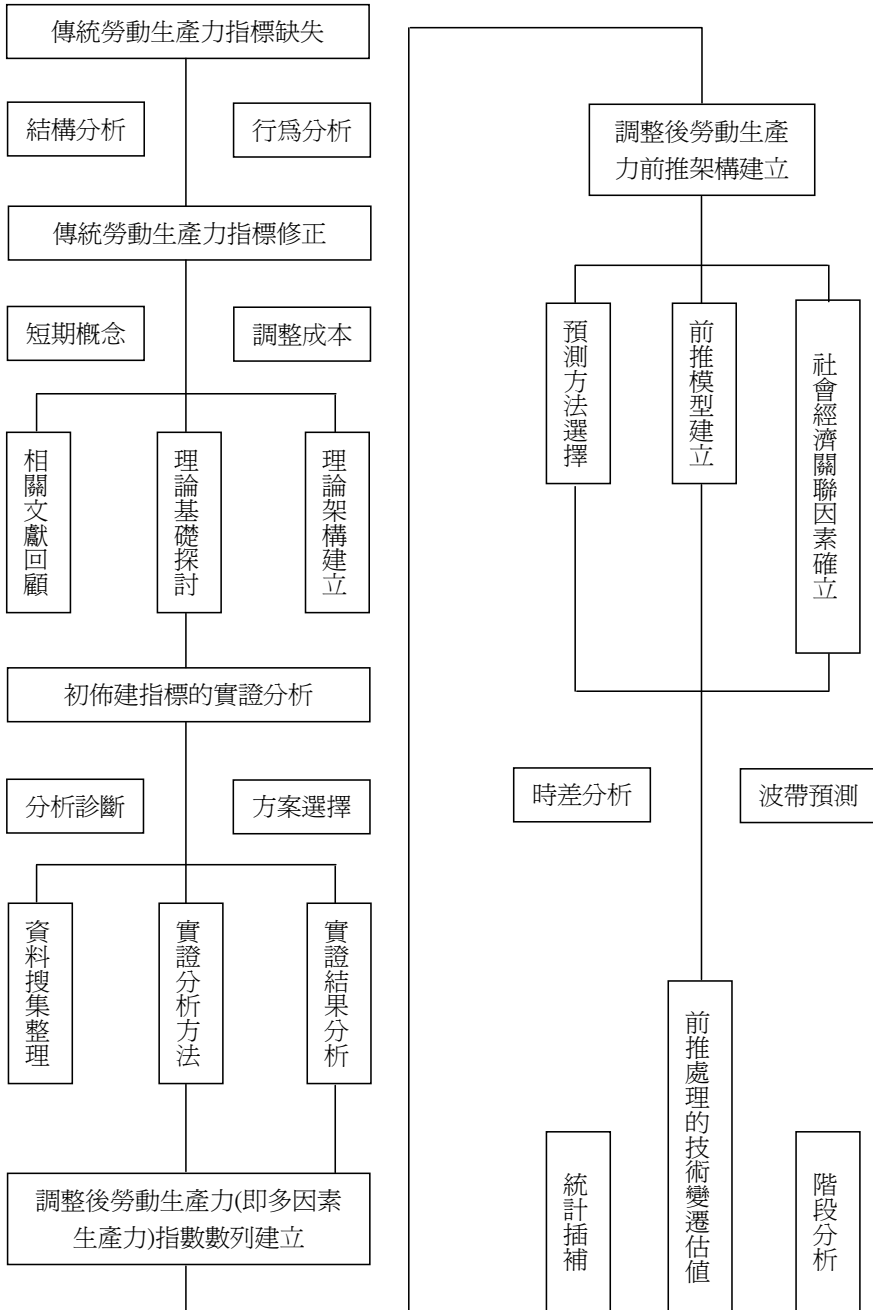 傳統勞動生產力指標缺失
結構分析
行爲分析
傳統勞動生產力指標修正
短期概念
調整成本
相關文獻回顧
理論基礎探討
理論架構建立
初佈建指標的實證分析
分析診斷
方案選擇
資料搜集整理
實證分析方法
實證結果分析
調整後勞動生產力(即多因素
生產力)指數數列建立
調整後勞動生產
力前推架構建立
預測方法選擇
前推模型建立
社會經濟關聯因素確立
時差分析
波帶預測
前推處理的技術變遷估值
統計插補
階段分析